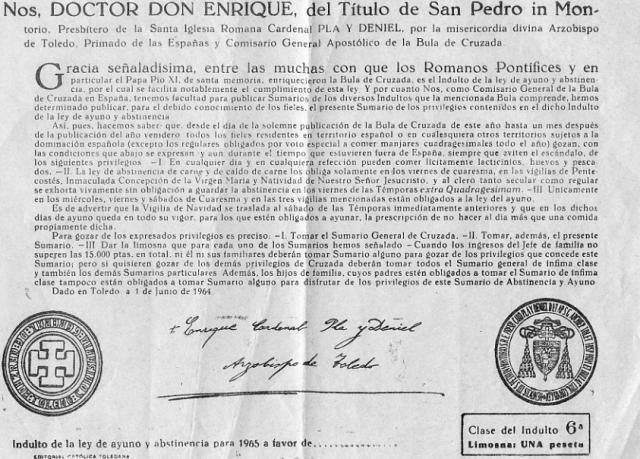 Nos, DOCTOR DON ENRIQUE, del Título de San Pedro in Mon-
torio, Presbítero de la Santa Iglesia Romana Cardenal PLA Y DENIEL, por la misericordia divina Arzobispo
de Toledo, Primado de las Españas y Comisario General Apostólico de la Bula de Cruzada.
Gracia señaladísima, entre las muchas con que los Romanos Pontífices y en
particular el Papa Pío XI, de santa memoria, enriquecieron la Bula de Cruzada, es el Indulto de la ley de ayuno y abstinen-
cia, por el cual se facilita notablemente el cumplimiento de esta ley. Y por cuanto Nos, como Comisario General de la Bula
de Cruzada en España, tenemos facultad para publicar Sumarios de los diversos Indultos que la mencionada Bula comprende, hemos
determinado publicar, para el debido conocimiento de los fieles, el presente Sumario de los privilegios contenidos en el dicho Indulto
de la ley de ayuno y abstinencia
Así, pues, hacemos saber: que, desde el día de la solemne publicación de la Bula de Cruzada de este año hasta un mes después
de la publicación del año venidero todos los fieles residentes en territorio español o en cualesquiera otros territorios sujetos a la
dominación española (excepto los regulares obligados por voto especial a comer manjares cuadragesimales todo el año) gozan, con
las condiciones que abajo se expresan y aun durante el tiempo que estuvieren fuera de España, siempre que eviten el escándalo, de
los siguientes privilegios -I En cualquier día y en cualquiera refección pueden comer lícitamente lacticinios, huevos y pesca-
dos. -II. La ley de abstinencia de carne y de caldo de carne los obliga solamente en los viernes de cuaresma, en las vigilias de Pente-
costés, Inmaculada Concepción de la Virgen María y Natividad de Nuestro Señor Jesucristo, y al clero tanto secular como regular
se exhorta vivamente sin obligación a guardar la abstinencia en los viernes de las Témporas extra Quadragesimam. -III Unicamente
en los miércoles, viernes y sábados de Cuaresma y en las tres vigilias mencionadas están obligados a la ley del ayuno.
Es de advertir que la Vigilia de Navidad se traslada al sábado de las Témporas inmediatamente anteriores y que en los dichos
días de ayuno queda en todo su vigor, para los que estén obligados a ayunar, la prescripción de no hacer al día más que una comida
propiamente dicha.
Para gozar de los expresados privilegios es preciso: -I. Tomar el Sumario General de Cruzada. -II. Tomar, además, el presente
Sumario. -III Dar la limosna que para cada uno de los Sumarios hemos señalado - Cuando los ingresos del Jefe de familia no
superen las 15.000 ptas. en total, ni él ni sus familiares deberán tomar Sumario alguno para gozar de los privilegios que concede este
Sumario; pero si quisieren gozar de los demás privilegios de Cruzada deberán tomar todos el Sumario general de ínfima clase
y también los demás Sumarios particulares Además, los hijos de familia, cuyos padres están obligados a tomar el Sumario de ínfima
clase tampoco están obligados a tomar Sumario alguno para disfrutar de los privilegios de este Sumario de Abstinencia y Ayuno
Dado en Toledo, a 1 de Junio de 1964
+ Enrique Cardenal Pla y Deniel
Arzobispo de Toledo
Clase del Indulto 6ª
Limosna: UNA peseta
Indulto de la ley de ayuno y abstinencia para 1965 a favor de
EDITORIAL CATÓLICA TOLEDANA